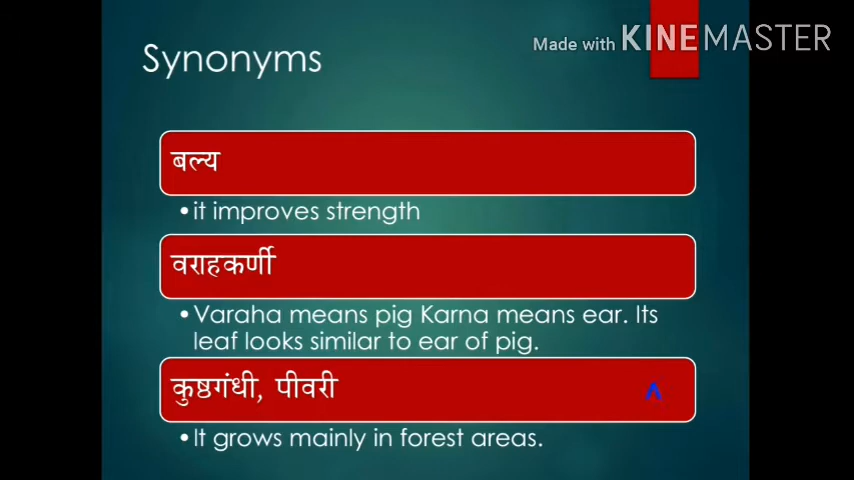 Made with KINEMASTER
Synonyms
बल्य
•it improves strength
वराहकर्णी
•Varaha means pig Karna means ear. Its
leaf looks similar to ear of pig.
कुष्ठगंधी, पीवरी
•It grows mainly in forest areas.